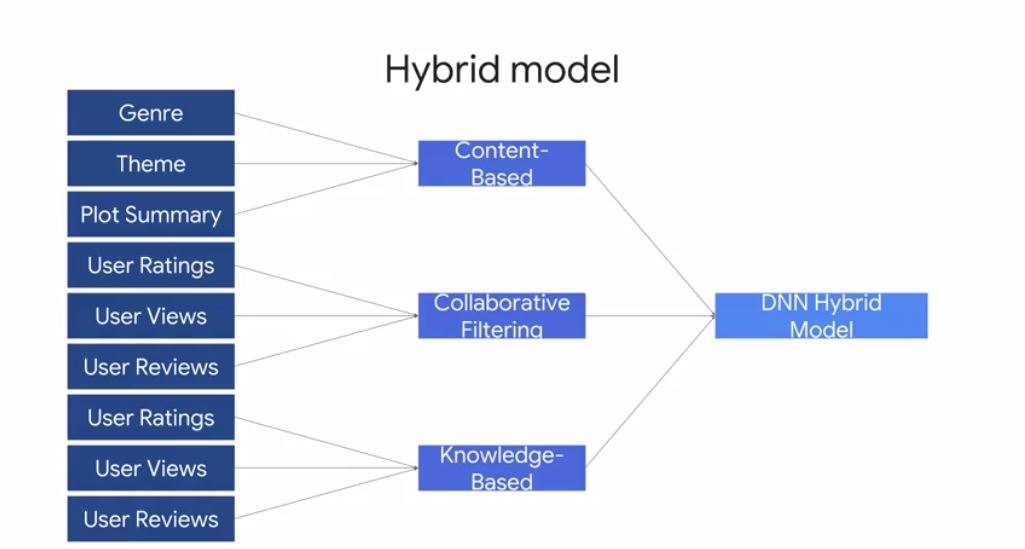 Hybrid model
Genre
Theme
Plot Summary
User Ratings
User Views
User Reviews
User Ratings
User Views
User Reviews
Content-
Based
Collaborative
Filtering
Knowledge-
Based
DNN Hybrid
Model